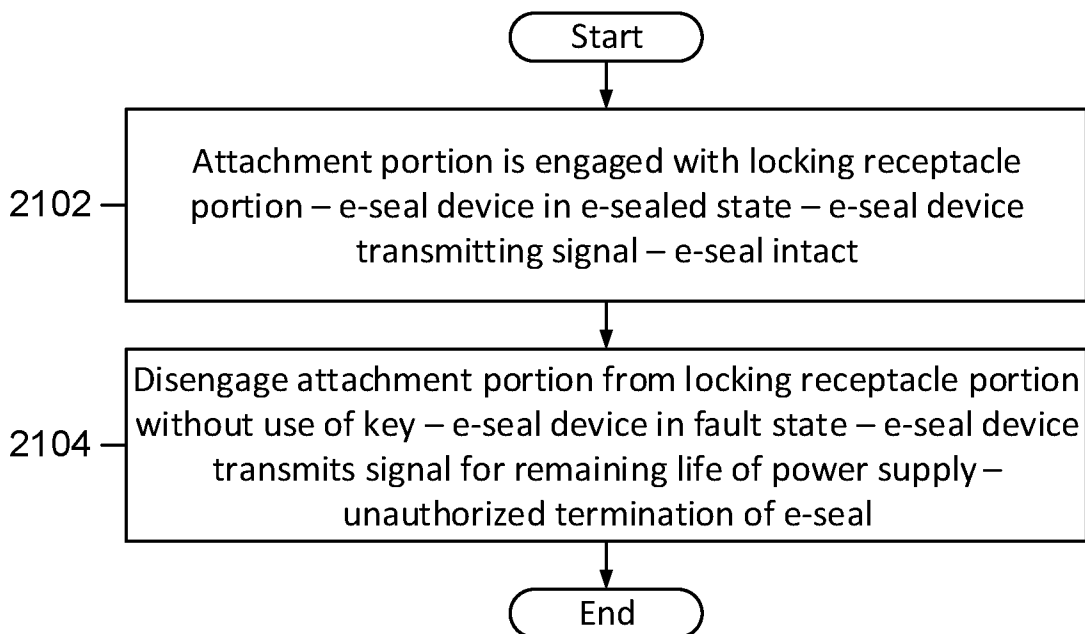 Start
2102
Attachment portion is engaged with locking receptacle
portion – e-seal device in e-sealed state – e-seal device
transmitting signal – e-seal intact
2104
Disengage attachment portion from locking receptacle portion
without use of key – e-seal device in fault state – e-seal device
transmits signal for remaining life of power supply –
unauthorized termination of e-seal
End